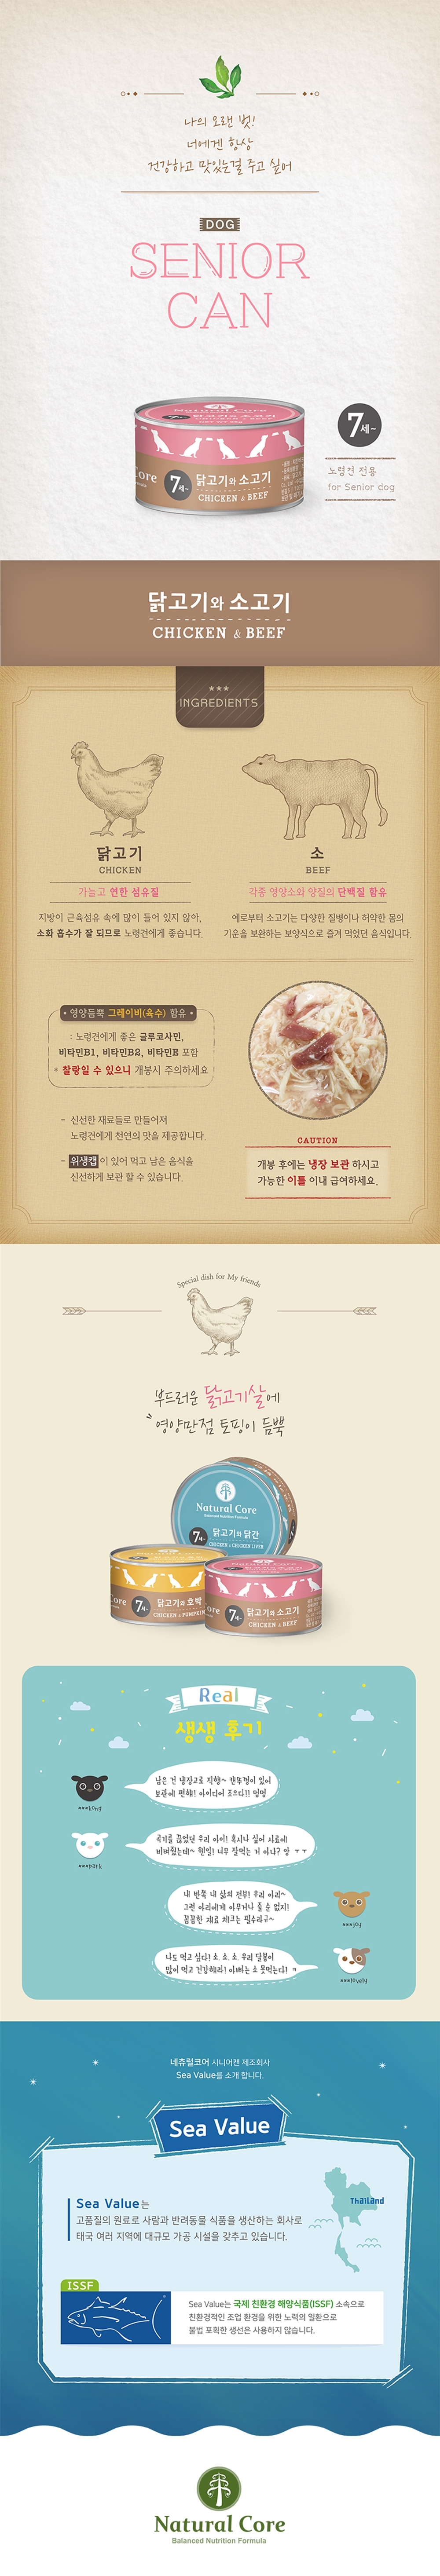 나의 오랜 벗!
너에겐 항상
건강하고 맛있는걸 주고 싶어
DOG
SENIOR
CAN
Natural Core
7세~
닭고기와 소고기
CHICKEN & BEEF
7세~
노령견 전용
for Senior dog
닭고기와 소고기
CHICKEN & BEEF
INGREDIENTS
닭고기
CHICKEN
가늘고 연한 섬유질
지방이 근육섬유 속에 많이 들어 있지 않아,
소화 흡수가 잘 되므로 노령견에게 좋습니다.
소
BEEF
각종 영양소와 양질의 단백질 함유
예로부터 소고기는 다양한 질병이나 허약한 몸의
기운을 보완하는 보양식으로 즐겨 먹었던 음식입니다.
영양듬뿍 그레이비(육수) 함유
: 노령견에게 좋은 글루코사민,
비타민B1, 비타민B2, 비타민E 포함
* 찰랑일 수 있으니 개봉시 주의하세요
- 신선한 재료들로 만들어져
노령견에게 천연의 맛을 제공합니다.
- 위생캡이 있어 먹고 남은 음식을
신선하게 보관 할 수 있습니다.
CAUTION
개봉 후에는 냉장 보관 하시고
가능한 이틀 이내 급여하세요.
Special dish for My friends
부드러운 닭고기살에
영양만점 토핑이 듬뿍
Natural Core
Balanced Nutrition Formula
7세~
닭고기와 닭간
CHICKEN & CHICKEN LIVER
7세~
닭고기와 호박
CHICKEN & PUMPKIN
7세~
닭고기와 소고기
CHICKEN & BEEF
Real
생생 후기
남은 건 냉장고로 직행~ 캔뚜껑이 있어
보관에 편해! 아이디어 조으다!! 멍멍
***kong
곡기를 끊었던 우리 아이! 혹시나 싶어 사료에
비벼줬는데~ 웬일! 너무 잘먹는 거 아냐? 앙 ㅜㅜ
***park
내 반쪽 내 삶의 전부! 우리 아리~
그런 아리에게 아무거나 줄 순 없지!
꼼꼼한 재료 체크는 필수라규~
***joy
나도 먹고 싶다! 소. 소. 소. 우리 달봉이
많이 먹고 건강해라! 아빠는 소 못먹는다! ㅋ
***lovely
네츄럴코어 시니어캔 제조회사
Sea Value를 소개 합니다.
Sea Value
Sea Value는
고품질의 원료로 사람과 반려동물 식품을 생산하는 회사로
태국 여러 지역에 대규모 가공 시설을 갖추고 있습니다.
Thailand
ISSF
Sea Value는 국제 친환경 해양식품(ISSF) 소속으로
친환경적인 조업 환경을 위한 노력의 일환으로
불법 포획한 생선은 사용하지 않습니다.
Natural Core
Balanced Nutrition Formula